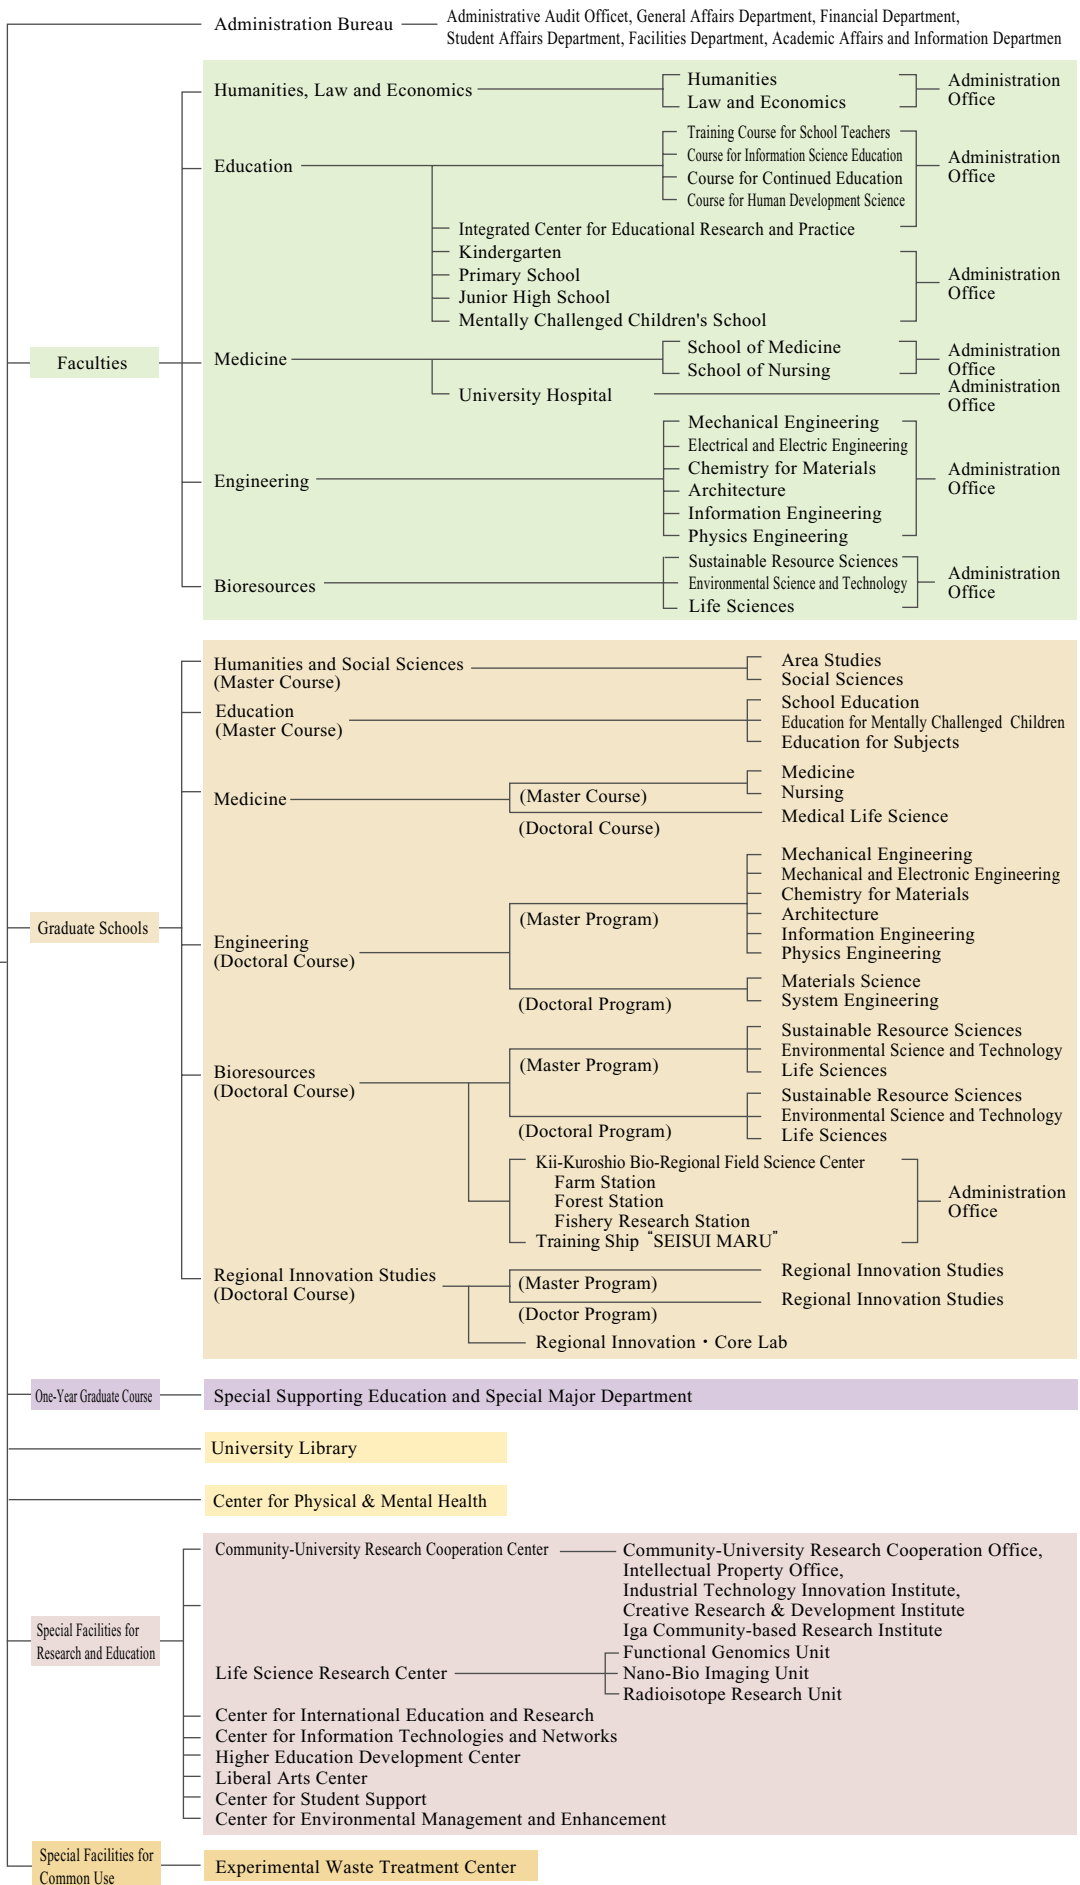 Administration Bureau
Administrative Audit Officet, General Affairs Department, Financial Department,
Student Affairs Department, Facilities Department, Academic Affairs and Information Departmen
Faculties
Humanities, Law and Economics
Humanities
Law and Economics
Administration
Office
Education
Training Course for School Teachers
Course for Information Science Education
Course for Continued Education
Course for Human Development Science
Integrated Center for Educational Research and Practice
Administration
Office
Kindergarten
Primary School
Junior High School
Mentally Challenged Children's School
Administration
Office
Medicine
School of Medicine
School of Nursing
Administration
Office
University Hospital
Administration
Office
Engineering
Mechanical Engineering
Electrical and Electric Engineering
Chemistry for Materials
Architecture
Information Engineering
Physics Engineering
Administration
Office
Bioresources
Sustainable Resource Sciences
Environmental Science and Technology
Life Sciences
Administration
Office
Graduate Schools
Humanities and Social Sciences
(Master Course)
Area Studies
Social Sciences
Education
(Master Course)
School Education
Education for Mentally Challenged Children
Education for Subjects
Medicine
(Master Course)
Medicine
Nursing
(Doctoral Course)
Medical Life Science
Engineering
(Doctoral Course)
(Master Program)
Mechanical Engineering
Mechanical and Electronic Engineering
Chemistry for Materials
Architecture
Information Engineering
Physics Engineering
(Doctoral Program)
Materials Science
System Engineering
Bioresources
(Doctoral Course)
(Master Program)
Sustainable Resource Sciences
Environmental Science and Technology
Life Sciences
(Doctoral Program)
Sustainable Resource Sciences
Environmental Science and Technology
Life Sciences
Kii-Kuroshio Bio-Regional Field Science Center
Farm Station
Forest Station
Fishery Research Station
Training Ship "SEISUI MARU"
Administration
Office
Regional Innovation Studies
(Doctoral Course)
(Master Program)
Regional Innovation Studies
(Doctor Program)
Regional Innovation Studies
Regional Innovation・Core Lab
One-Year Graduate Course
Special Supporting Education and Special Major Department
University Library
Center for Physical & Mental Health
Special Facilities for
Research and Education
Community-University Research Cooperation Center
Community-University Research Cooperation Office,
Intellectual Property Office,
Industrial Technology Innovation Institute,
Creative Research & Development Institute
Iga Community-based Research Institute
Life Science Research Center
Functional Genomics Unit
Nano-Bio Imaging Unit
Radioisotope Research Unit
Center for International Education and Research
Center for Information Technologies and Networks
Higher Education Development Center
Liberal Arts Center
Center for Student Support
Center for Environmental Management and Enhancement
Special Facilities for
Common Use
Experimental Waste Treatment Center